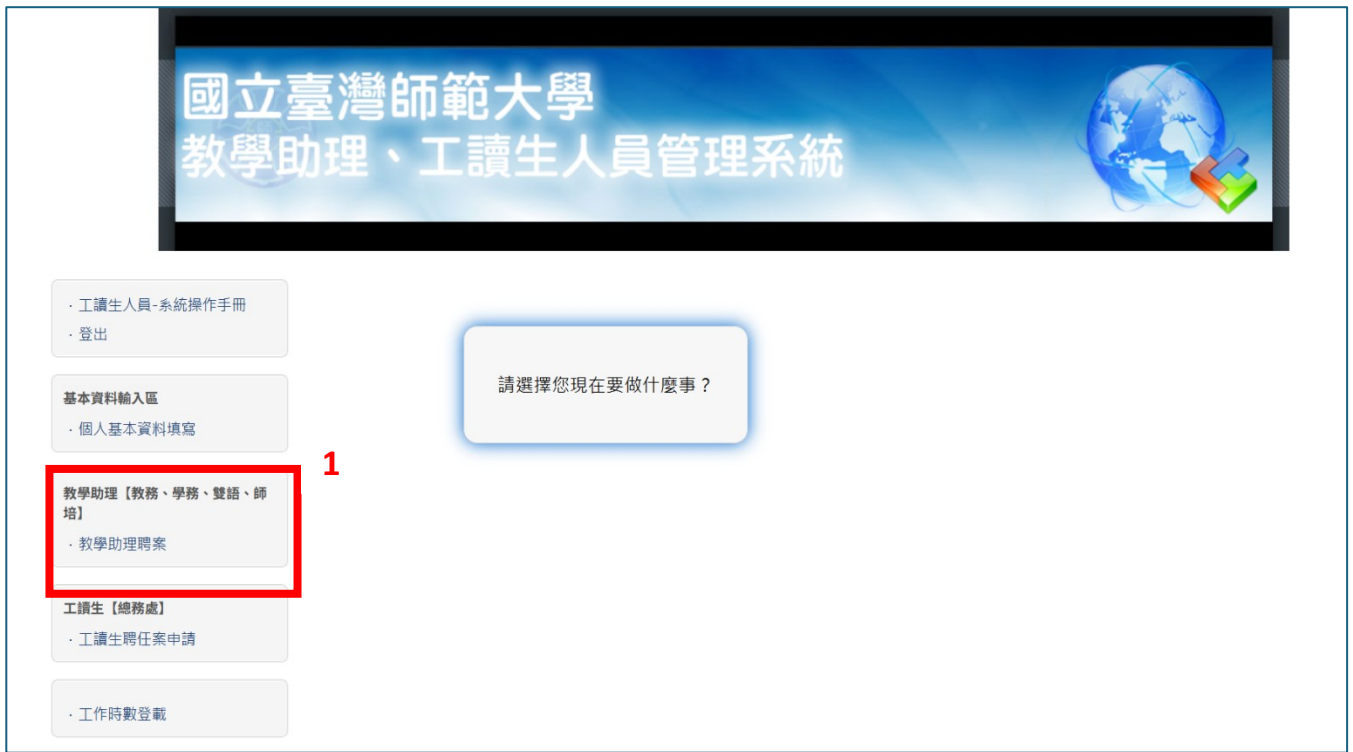 國立臺灣師範大學
教學助理、工讀生人員管理系統
· 工讀生人員-系統操作手冊
· 登出
請選擇您現在要做什麼事？
基本資料輸入區
· 個人基本資料填寫
1
教學助理【教務、學務、雙語、師
培】
· 教學助理聘案
工讀生【總務處】
· 工讀生聘任案申請
· 工作時數登載